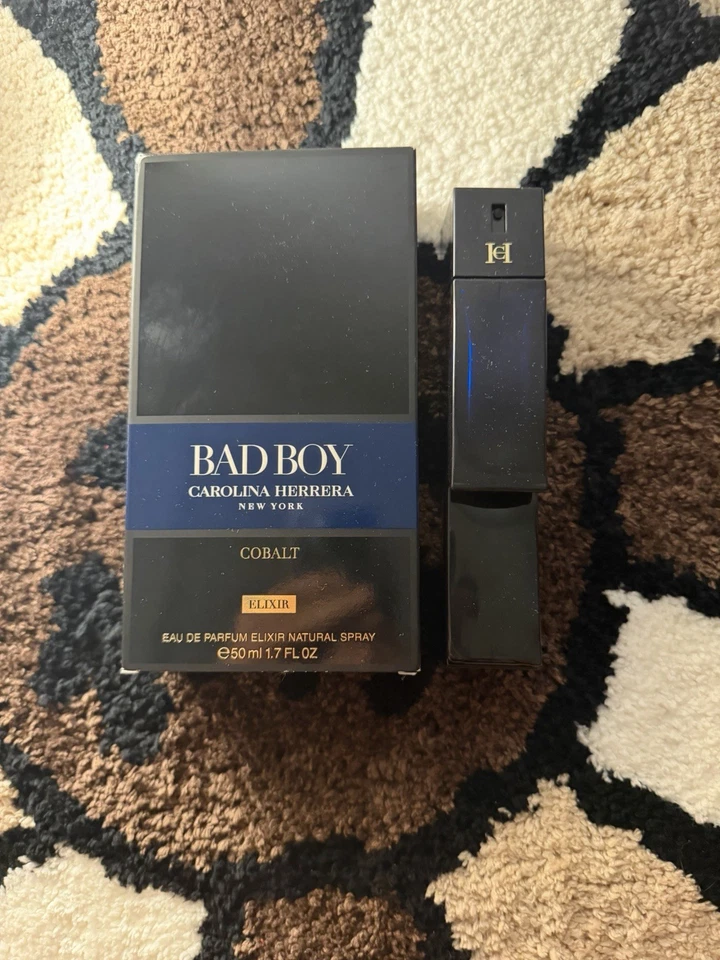 BAD BOY
CAROLINA HERRERA
NEW YORK
COBALT
ELIXIR
EAU DE PARFUM ELIXIR NATURAL SPRAY
℮50 ml 1.7 FL OZ
CH